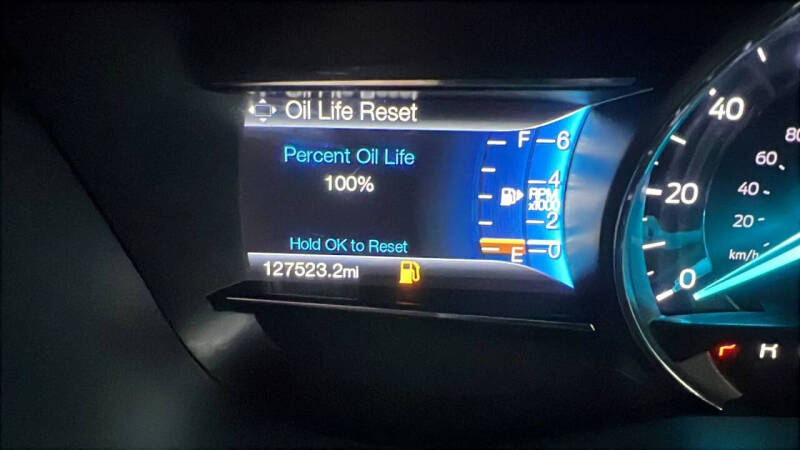 Oil Life Reset
Percent Oil Life
100%
Hold OK to Reset
127523.2mi
F
E
6
4
RPM
x1000
2
0
40
20
0
80
60
40
20
km/h
R